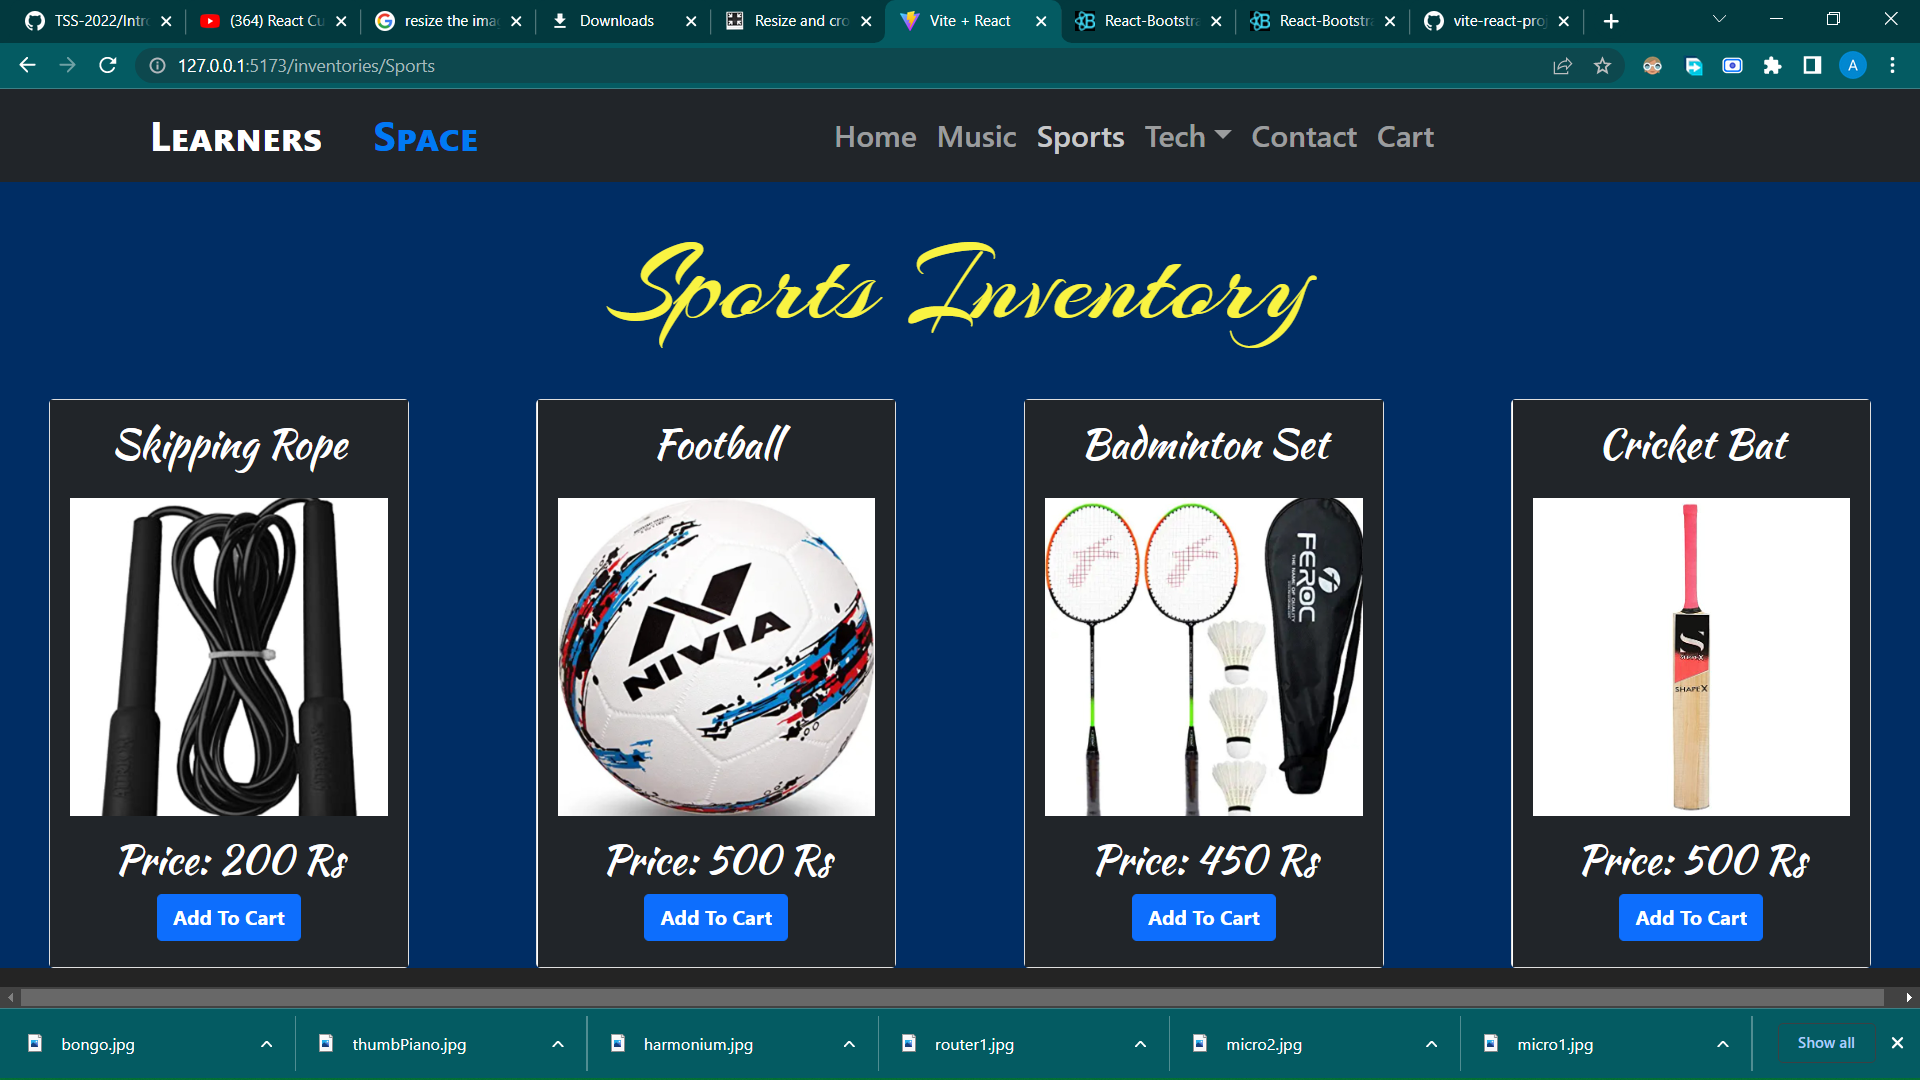 TSS-2022/Intr
(364) React Cu
resize the ima
Downloads
Resize and cro
Vite + React
React-Bootstra
React-Bootstra
vite-react-proj
127.0.0.1:5173/inventories/Sports
A
Learners Space
Home Music Sports Tech Contact Cart
Sports Inventory
Skipping Rope
Football
Badminton Set
Cricket Bat
FEROC
NIVIA
S
SHAPE X
Price: 200 Rs
Price: 500 Rs
Price: 450 Rs
Price: 500 Rs
Add To Cart
Add To Cart
Add To Cart
Add To Cart
bongo.jpg
thumbPiano.jpg
harmonium.jpg
router1.jpg
micro2.jpg
micro1.jpg
Show all